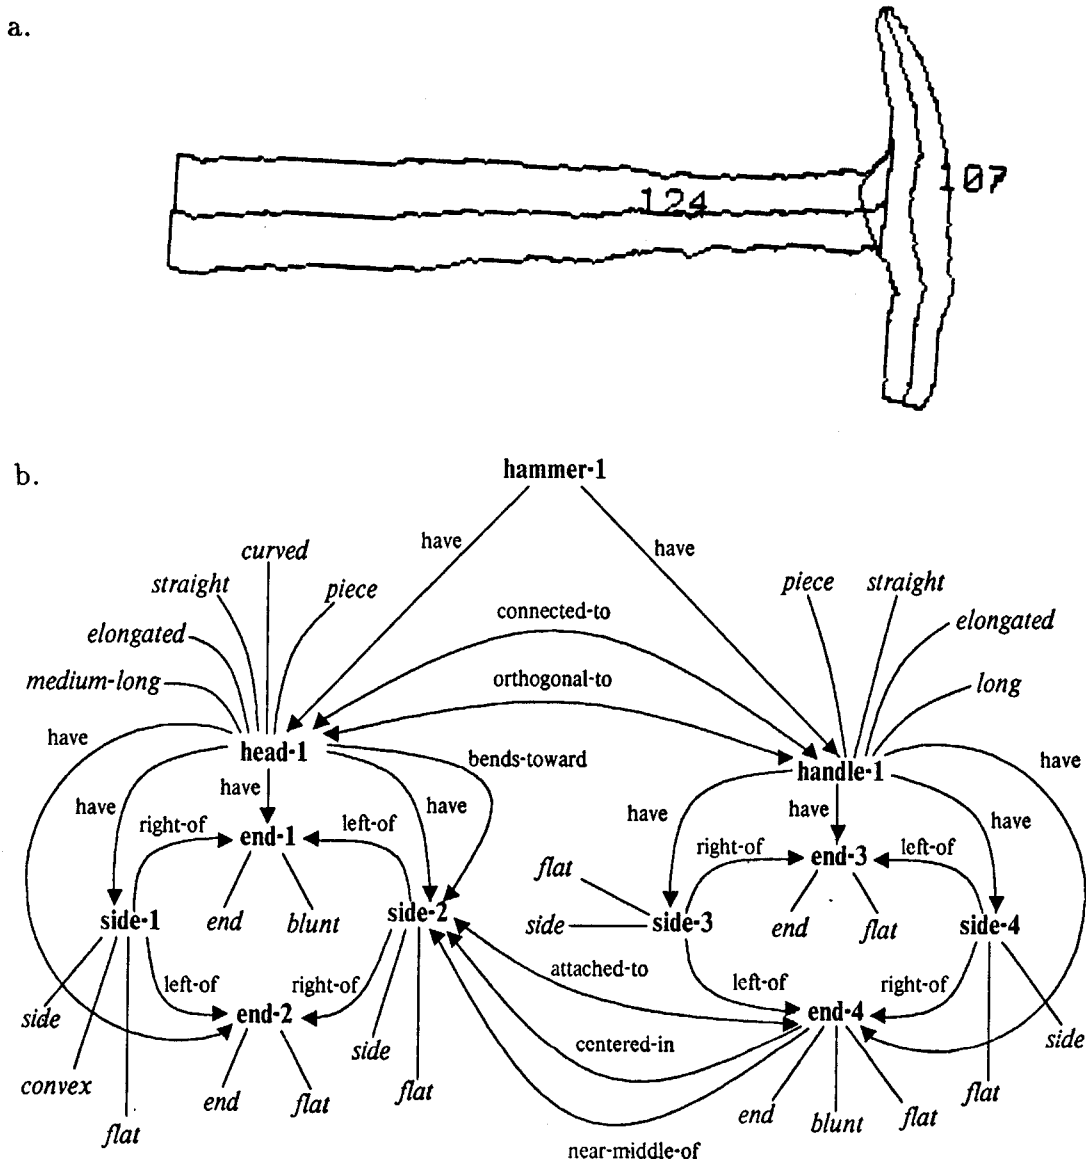 a.
107
124
b.
hammer-1
have
have
curved
straight
piece
elongated
medium-long
piece
straight
elongated
long
connected-to
orthogonal-to
bends-toward
have
head-1
handle-1
have
have
have
have
have
have
have
right-of
end-1
left-of
right-of
end-3
left-of
flat
side
side-1
end
blunt
side-2
side-3
end
flat
side-4
left-of
right-of
attached-to
left-of
right-of
side
end-2
side
centered-in
end-4
side
convex
end
flat
flat
end
blunt
flat
flat
flat
near-middle-of